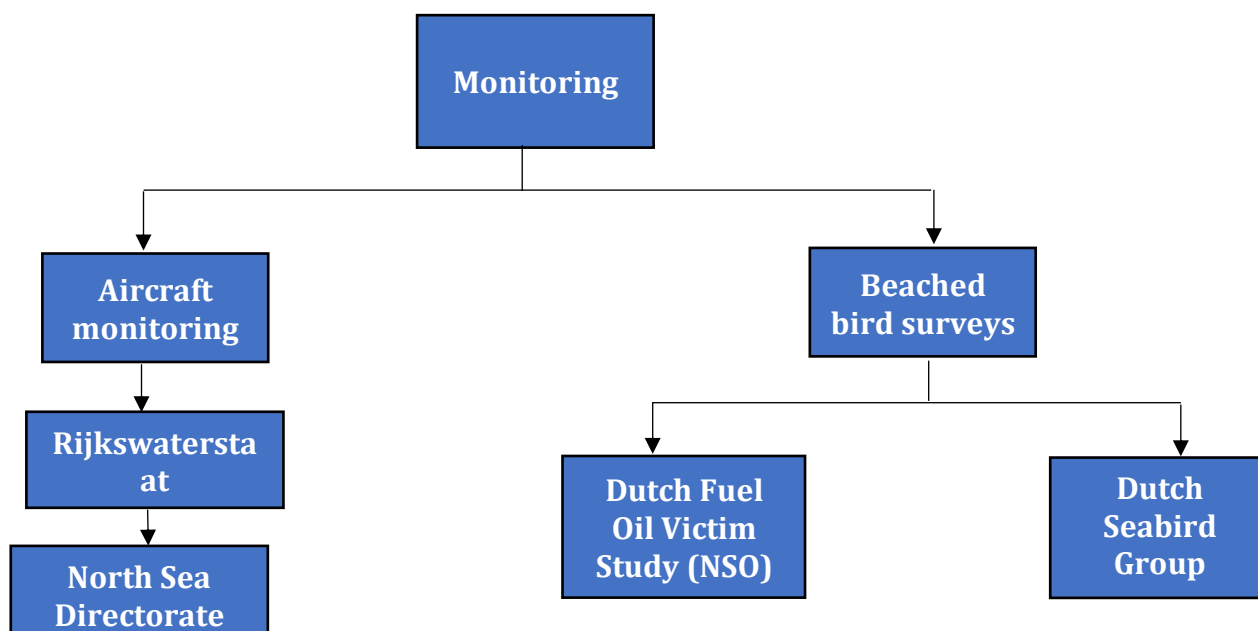 Monitoring
Aircraft
monitoring
Beached
bird surveys
Rijkswatersta
at
Dutch Fuel
Oil Victim
Study (NSO)
Dutch
Seabird
Group
North Sea
Directorate